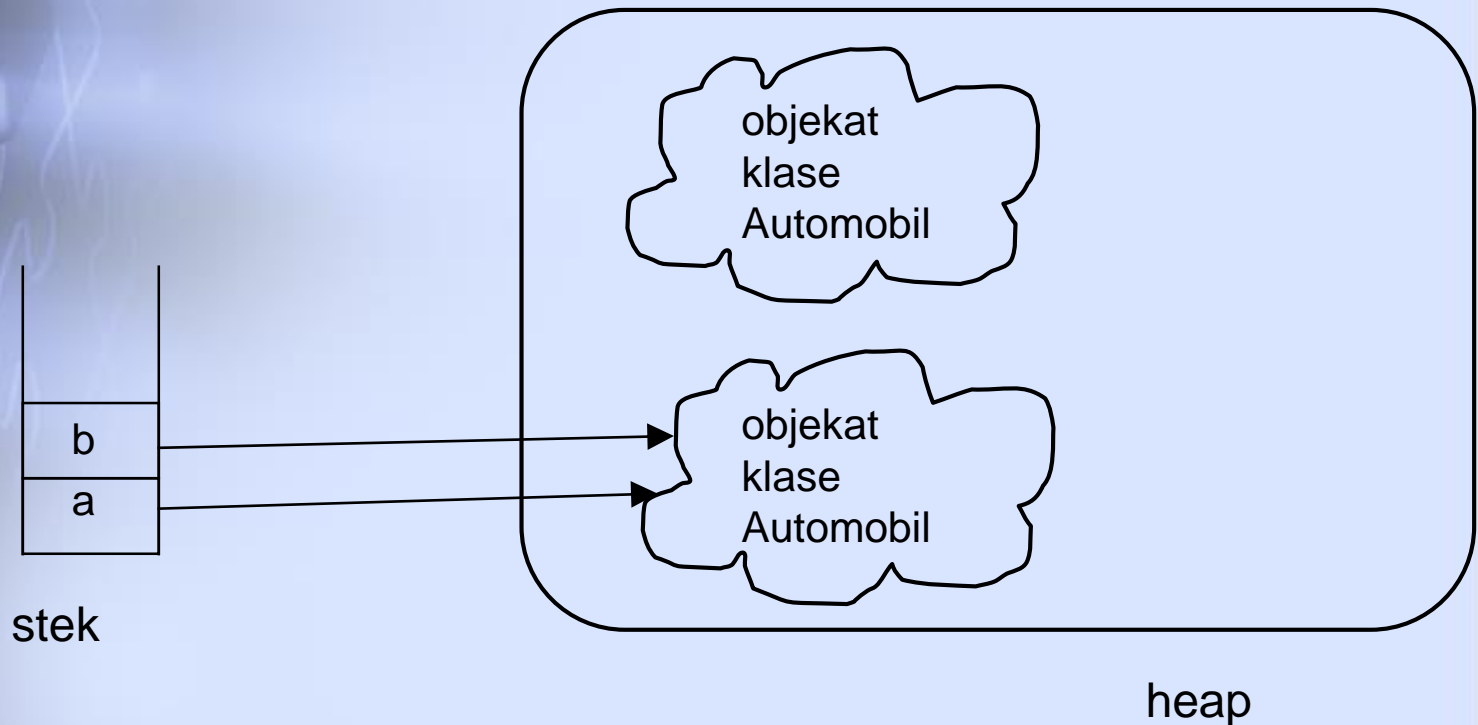 objekat
klase
Automobil
b
a
objekat
klase
Automobil
stek
heap